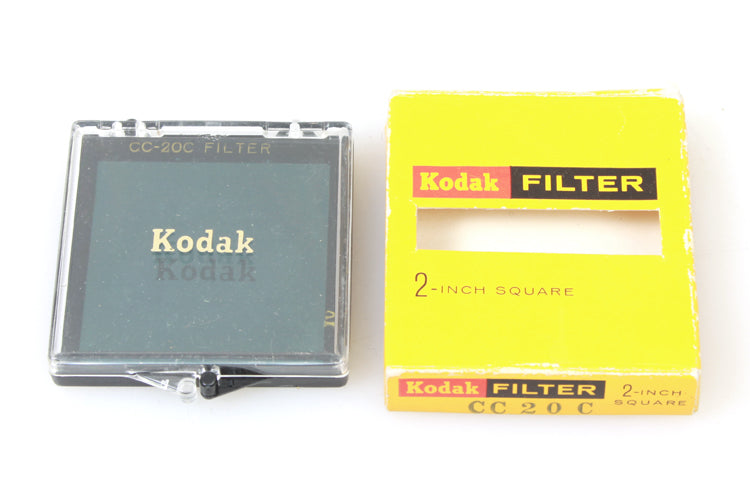 CC-20C FILTER
Kodak
Kodak FILTER
2-INCH SQUARE
Kodak FILTER 2-INCH SQUARE
CC 20 C